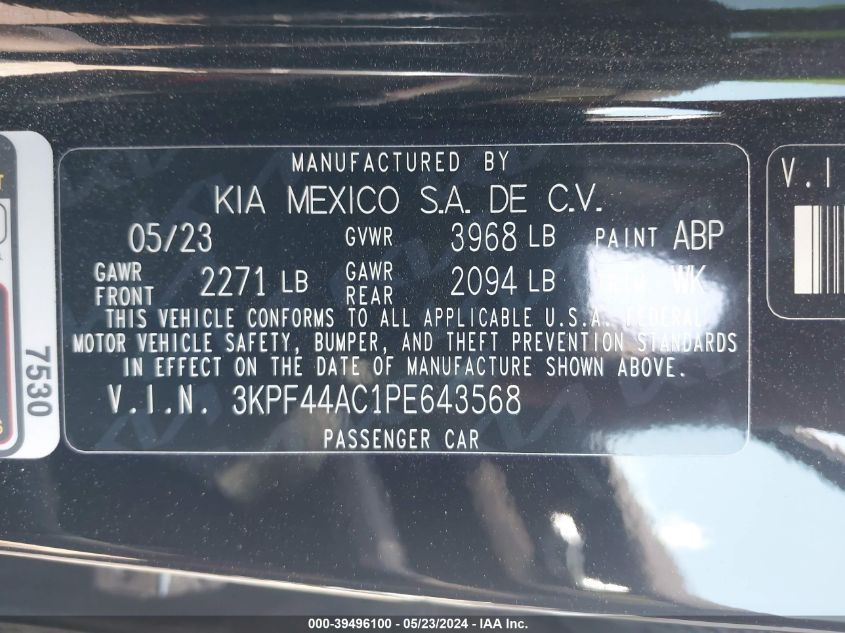 MANUFACTURED BY
KIA MEXICO S.A. DE C.V.
05/23 GVWR 3968 LB PAINT ABP
GAWR FRONT 2271 LB GAWR REAR 2094 LB TRIM WK
THIS VEHICLE CONFORMS TO ALL APPLICABLE U.S.A. FEDERAL
MOTOR VEHICLE SAFETY, BUMPER, AND THEFT PREVENTION STANDARDS
IN EFFECT ON THE DATE OF MANUFACTURE SHOWN ABOVE.
V.I.N. 3KPF44AC1PE643568
PASSENGER CAR
7530
V.I
000-39496100 - 05/23/2024 - IAA Inc.